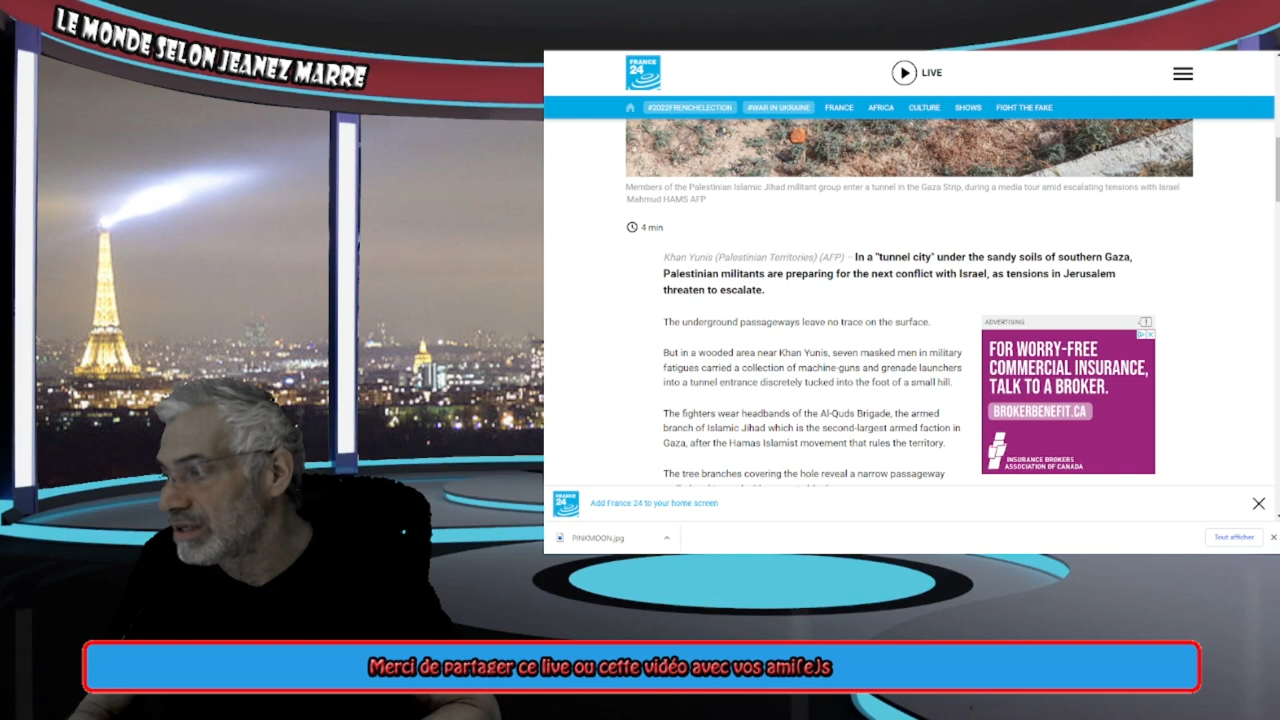 LE MONDE SELON JEANEZ MARRE
FRANCE
24
LIVE
#2022FRENCHELECTION #WAR IN UKRAINE FRANCE AFRICA CULTURE SHOWS FIGHT THE FAKE
Members of the Palestinian Islamic Jihad militant group enter a tunnel in the Gaza Strip, during a media tour amid escalating tensions with Israel
Mahmud HAMS AFP
4 min
Khan Yunis (Palestinian Territories) (AFP) – In a "tunnel city" under the sandy soils of southern Gaza,
Palestinian militants are preparing for the next conflict with Israel, as tensions in Jerusalem
threaten to escalate.
The underground passageways leave no trace on the surface.
But in a wooded area near Khan Yunis, seven masked men in military
fatigues carried a collection of machine-guns and grenade launchers
into a tunnel entrance discretely tucked into the foot of a small hill.
The fighters wear headbands of the Al-Quds Brigade, the armed
branch of Islamic Jihad which is the second-largest armed faction in
Gaza, after the Hamas Islamist movement that rules the territory.
The tree branches covering the hole reveal a narrow passageway
ADVERTISING
FOR WORRY-FREE
COMMERCIAL INSURANCE,
TALK TO A BROKER.
BROKERBENEFIT.CA
INSURANCE BROKERS
ASSOCIATION OF CANADA
FRANCE
24
Add France 24 to your home screen
PINKMOON.jpg
Tout afficher
Merci de partager ce live ou cette vidéo avec vos ami(e)s